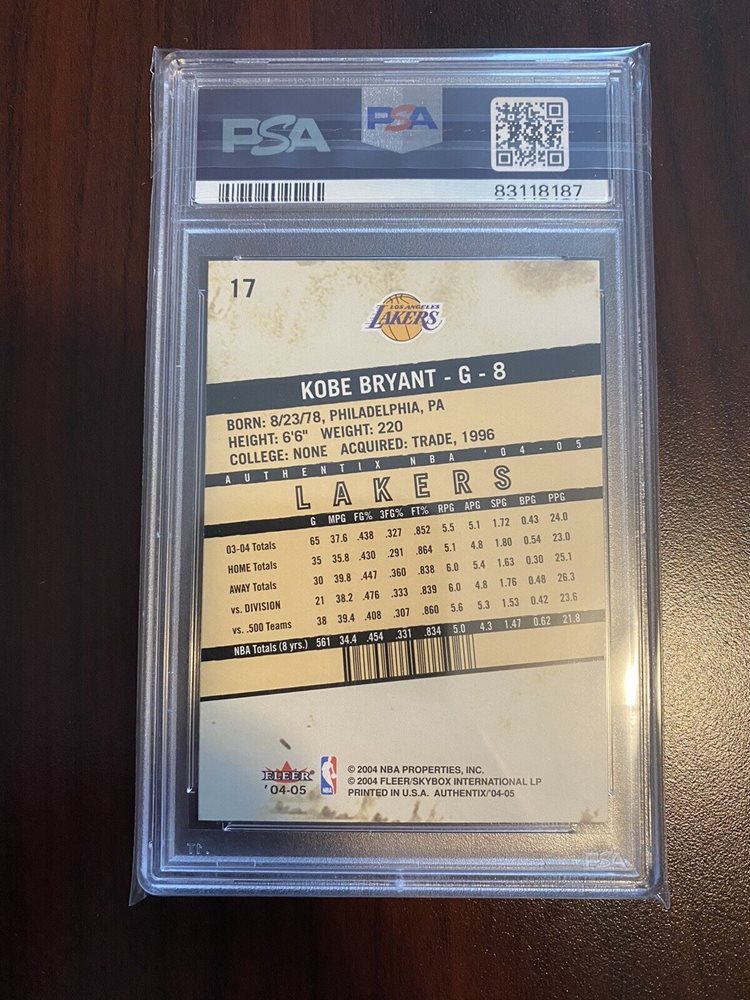 PSA
PSA
83118187
17
LOS ANGELES
LAKERS
KOBE BRYANT - G - 8
BORN: 8/23/78, PHILADELPHIA, PA
HEIGHT: 6'6" WEIGHT: 220
COLLEGE: NONE ACQUIRED: TRADE, 1996
AUTHENTIX NBA '04-05
LAKERS
G MPG FG% 3FG% FT% RPG APG SPG BPG PPG
03-04 Totals 65 37.6 .438 .327 .852 5.5 5.1 1.72 0.43 24.0
HOME Totals 35 35.8 .430 .291 .864 5.1 4.8 1.80 0.54 23.0
AWAY Totals 30 39.8 .447 .360 .838 6.0 5.4 1.63 0.30 25.1
vs. DIVISION 21 38.2 .476 .333 .839 6.0 4.8 1.76 0.48 26.3
vs. .500 Teams 38 39.4 .408 .307 .860 5.6 5.3 1.53 0.42 23.6
NBA Totals (8 yrs.) 561 34.4 .454 .331 .834 5.0 4.3 1.47 0.62 21.8
FLEER
'04-05
NBA
© 2004 NBA PROPERTIES, INC.
© 2004 FLEER/SKYBOX INTERNATIONAL LP
PRINTED IN U.S.A. AUTHENTIX/'04-05
PSA